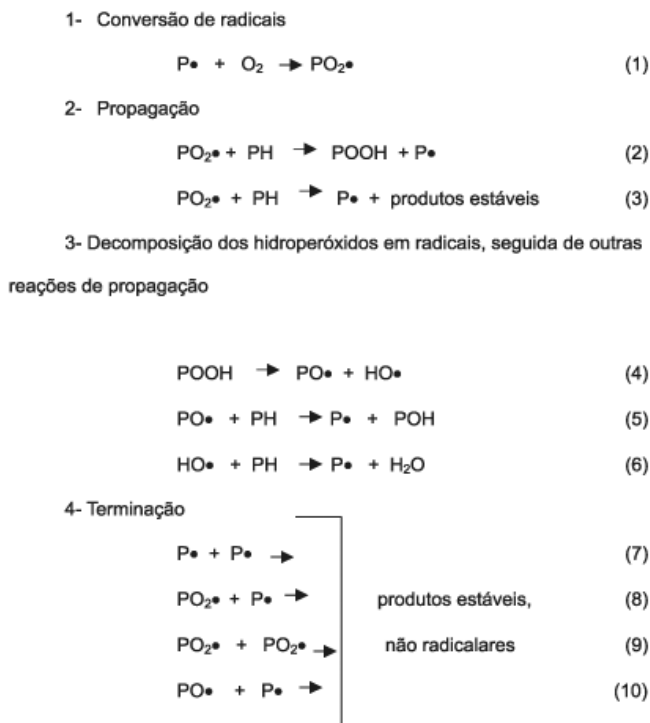 1- Conversão de radicais
P• + O₂ → PO₂• (1)
2- Propagação
PO₂• + PH → POOH + P• (2)
PO₂• + PH → P• + produtos estáveis (3)
3- Decomposição dos hidroperóxidos em radicais, seguida de outras
reações de propagação
POOH → PO• + HO• (4)
PO• + PH → P• + POH (5)
HO• + PH → P• + H₂O (6)
4- Terminação
P• + P• → (7)
PO₂• + P• → produtos estáveis, (8)
PO₂• + PO₂• → não radicalares (9)
PO• + P• → (10)